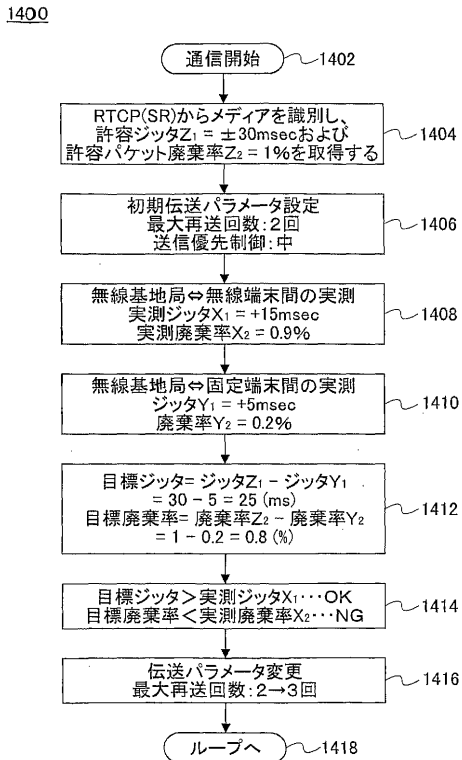 1400
通信開始
1402
RTCP(SR)からメディアを識別し、
許容ジッタZ₁ = ±30msecおよび
許容パケット廃棄率Z₂ = 1%を取得する
1404
初期伝送パラメータ設定
最大再送回数:2回
送信優先制御:中
1406
無線基地局⇔無線端末間の実測
実測ジッタX₁ = +15msec
実測廃棄率X₂ = 0.9%
1408
無線基地局⇔固定端末間の実測
ジッタY₁ = +5msec
廃棄率Y₂ = 0.2%
1410
目標ジッタ= ジッタZ₁ - ジッタY₁
= 30 - 5 = 25 (ms)
目標廃棄率= 廃棄率Z₂ - 廃棄率Y₂
= 1 - 0.2 = 0.8 (%)
1412
目標ジッタ>実測ジッタX₁・・・OK
目標廃棄率<実測廃棄率X₂・・・NG
1414
伝送パラメータ変更
最大再送回数:2→3回
1416
ループへ
1418